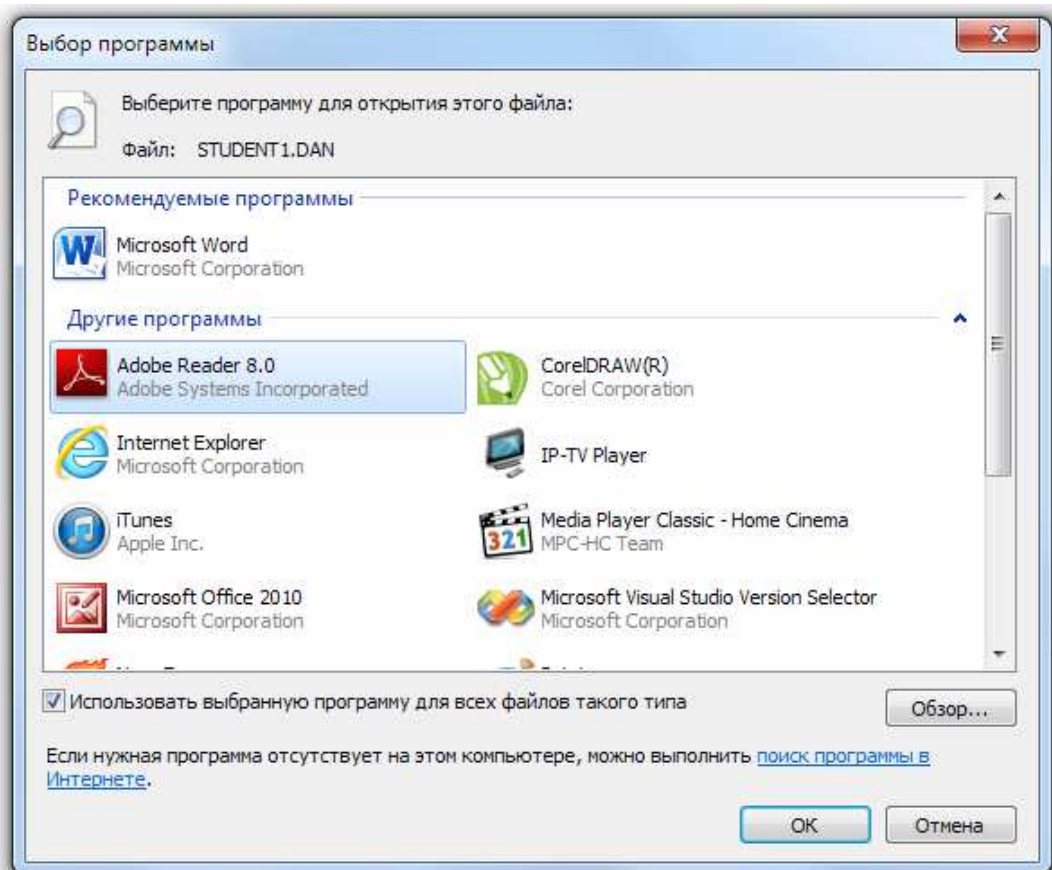 Выбор программы
Выберите программу для открытия этого файла:
Файл: STUDENT1.DAN
Рекомендуемые программы
Microsoft Word
Microsoft Corporation
Другие программы
Adobe Reader 8.0
Adobe Systems Incorporated
CorelDRAW(R)
Corel Corporation
Internet Explorer
Microsoft Corporation
IP-TV Player
iTunes
Apple Inc.
Media Player Classic - Home Cinema
MPC-HC Team
Microsoft Office 2010
Microsoft Corporation
Microsoft Visual Studio Version Selector
Microsoft Corporation
Использовать выбранную программу для всех файлов такого типа
Обзор...
Если нужная программа отсутствует на этом компьютере, можно выполнить поиск программы в
Интернете.
OK
Отмена